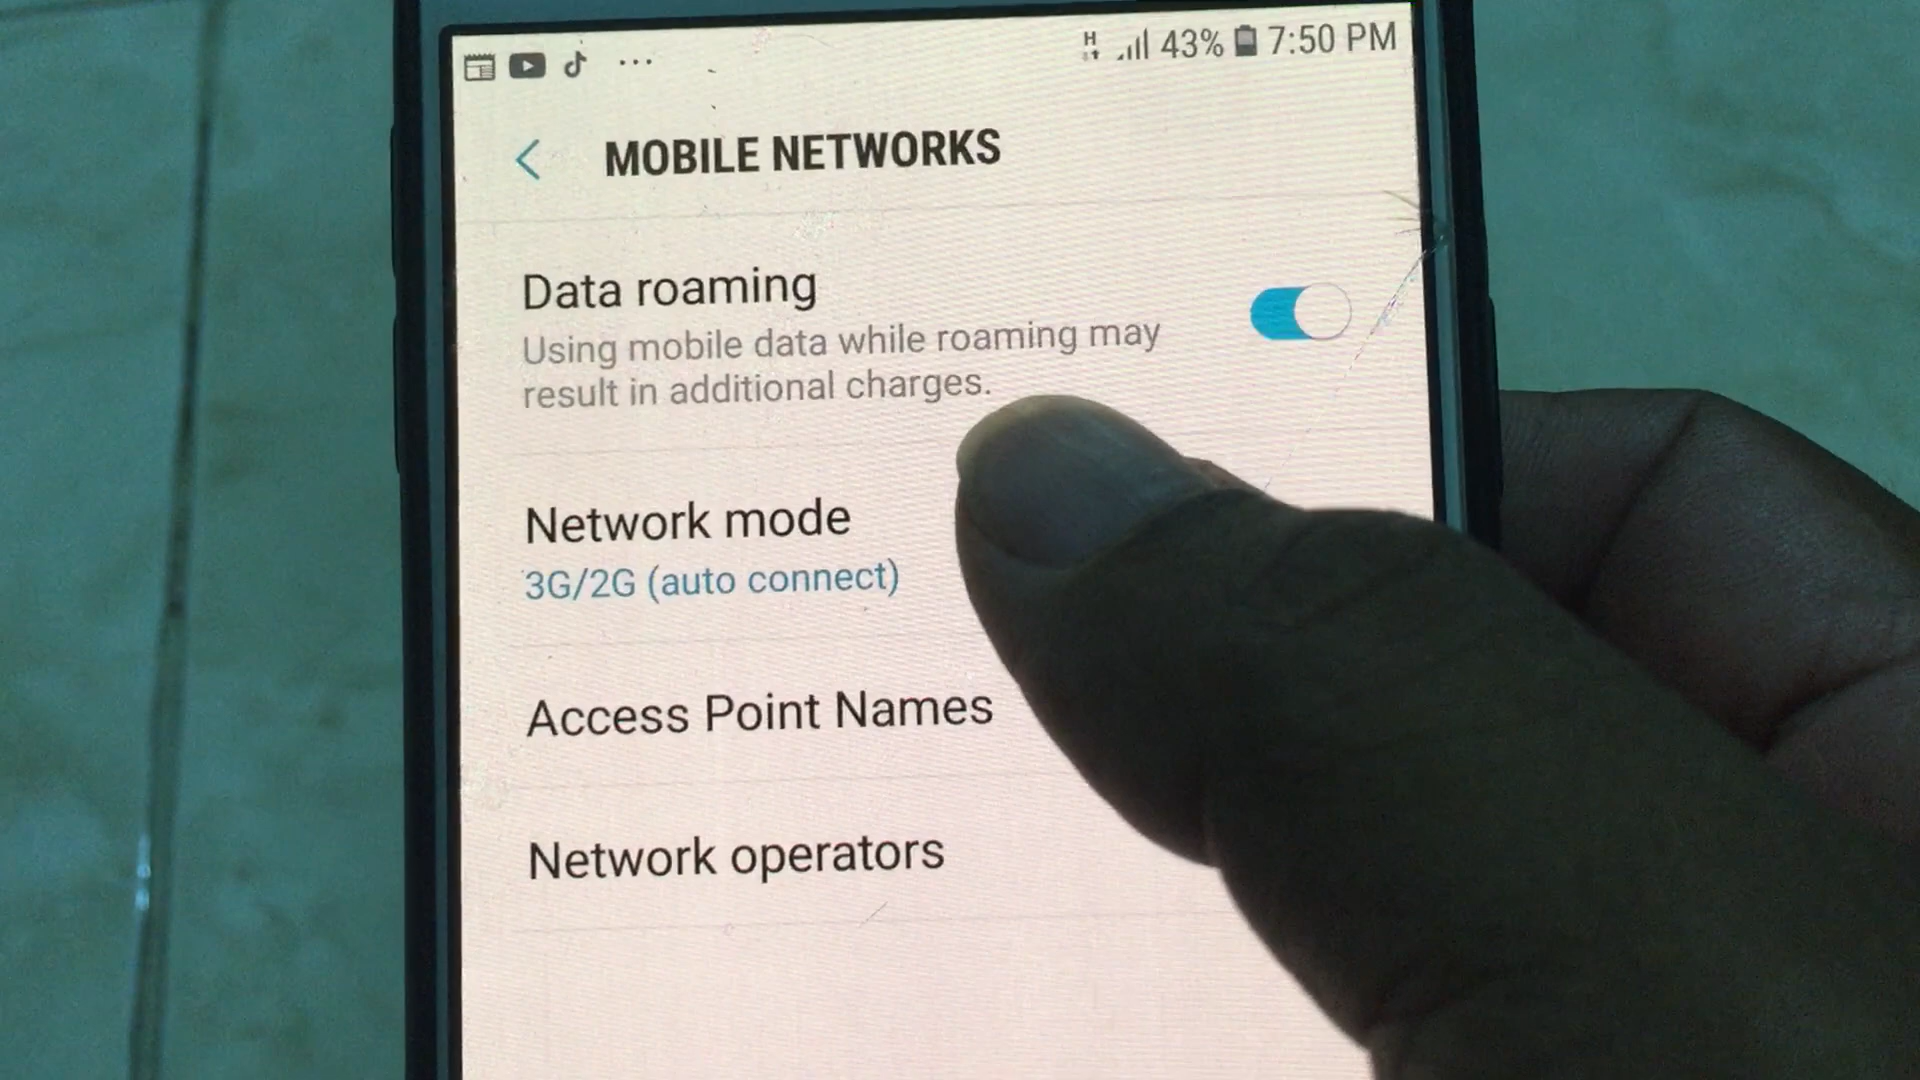 H 43% 7:50 PM
MOBILE NETWORKS
Data roaming
Using mobile data while roaming may
result in additional charges.
Network mode
3G/2G (auto connect)
Access Point Names
Network operators